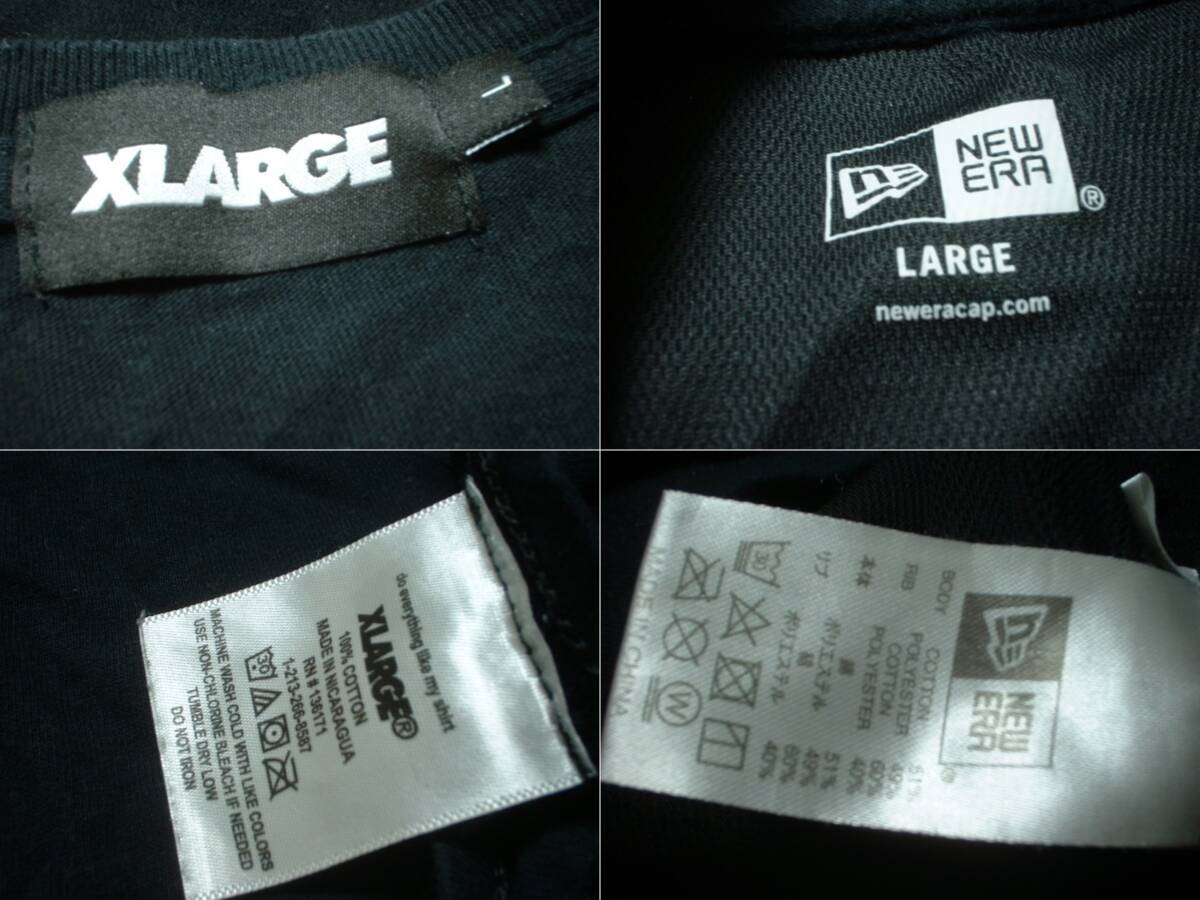 XLARGE
L
NEW
ERA
®
LARGE
neweracap.com
do everything like my shirt
XLARGE®
100% COTTON
MADE IN NICARAGUA
RN # 136171
1-213-266-8587
30
MACHINE WASH COLD WITH LIKE COLORS
USE NON-CHLORINE BLEACH IF NEEDED
TUMBLE DRY LOW
DO NOT IRON
NEW
ERA
®
BODY COTTON 51%
POLYESTER 49%
RIB COTTON 60%
POLYESTER 40%
本体 綿 51%
ポリエステル 49%
リブ 綿 60%
ポリエステル 40%
30
W
MADE IN CHINA